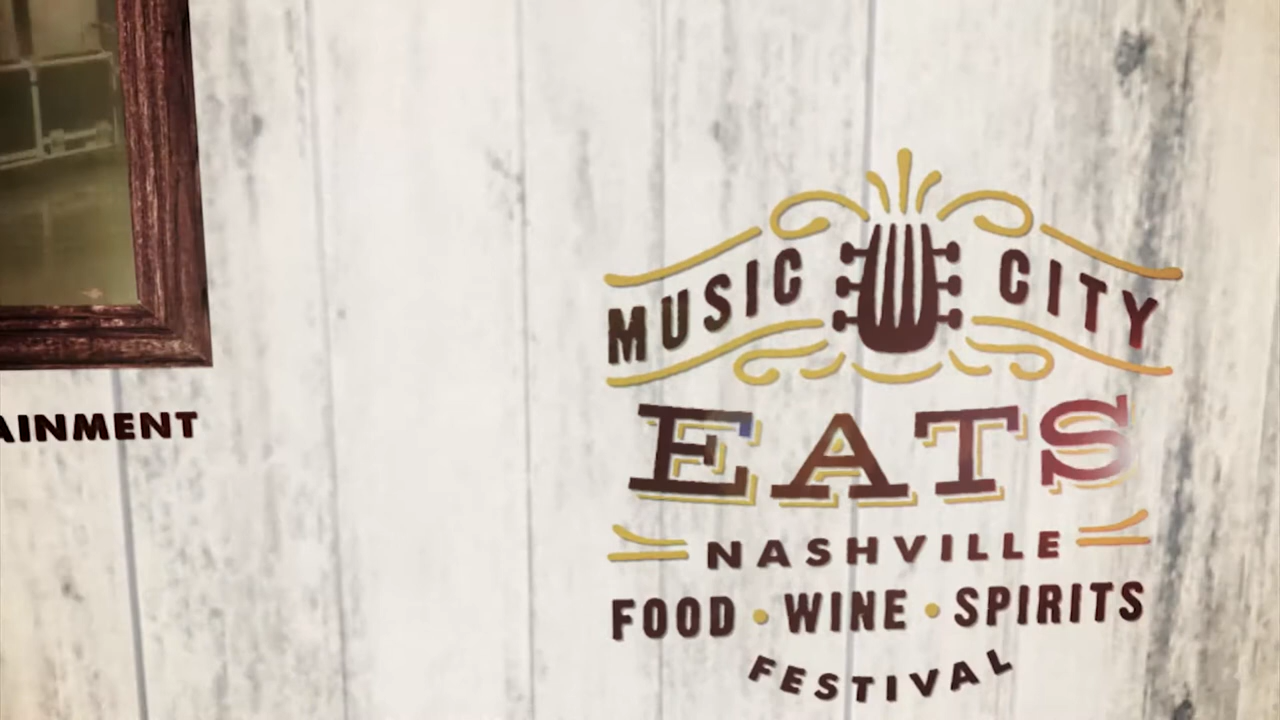 AINMENT
MUSIC CITY
EATS
NASHVILLE
FOOD • WINE • SPIRITS
FESTIVAL